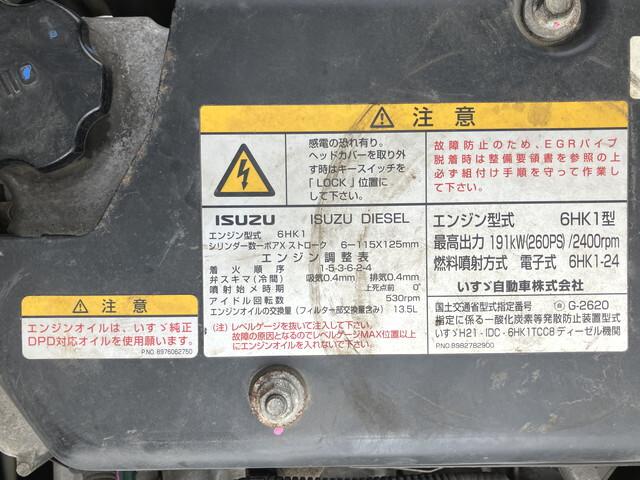 注意
感電の恐れ有り。
ヘッドカバーを取り外
す時はキースイッチを
「LOCK」位置に
して下さい。
故障防止のため、EGRパイプ
脱着時は整備要領書を参照の上
必ず組付け手順を守って作業し
て下さい。
ISUZU ISUZU DIESEL
エンジン型式 6HK1
シリンダ数ーボアXストローク 6－115X125mm
エンジン調整表
着火順序 1-5-3-6-2-4
弁スキマ(冷間) 吸気0.4mm 排気0.4mm
噴射始メ時期 上死点前 0°
アイドル回転数 530rpm
エンジンオイルの交換量(フィルター部交換量含み) 13.5L
(注)レベルゲージを抜いて注入して下さい。
故障の原因となるのでレベルゲージMAX位置以上
にエンジンオイルを入れないで下さい。
エンジン型式 6HK1型
最高出力 191kW(260PS)/2400rpm
燃料噴射方式 電子式 6HK1-24
いすゞ自動車株式会社
国土交通省型式指定番号 G-2620
指定に係る一酸化炭素等発散防止装置型式
いすゞH21-IDC-6HK1TCC8 ディーゼル機関
P.NO.8982782900
注意
エンジンオイルは、いすゞ純正
DPD対応オイルを使用願います。
P.NO. 8976062750